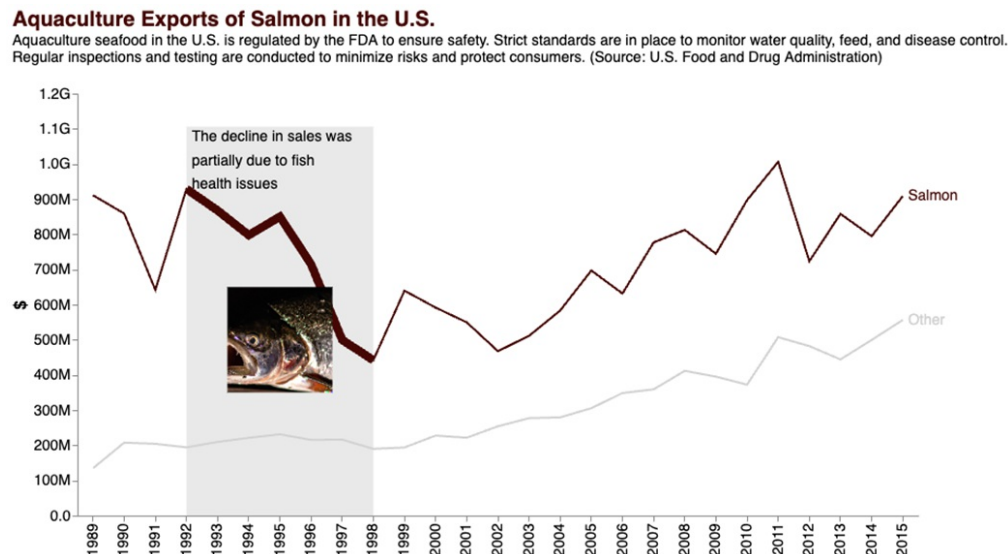 Aquaculture Exports of Salmon in the U.S.
Aquaculture seafood in the U.S. is regulated by the FDA to ensure safety. Strict standards are in place to monitor water quality, feed, and disease control.
Regular inspections and testing are conducted to minimize risks and protect consumers. (Source: U.S. Food and Drug Administration)
1.2G
1.1G
1.0G
900M
800M
700M
600M
500M
400M
300M
200M
100M
0.0
$
The decline in sales was
partially due to fish
health issues
Salmon
Other
1989
1990
1991
1992
1993
1994
1995
1996
1997
1998
1999
2000
2001
2002
2003
2004
2005
2006
2007
2008
2009
2010
2011
2012
2013
2014
2015